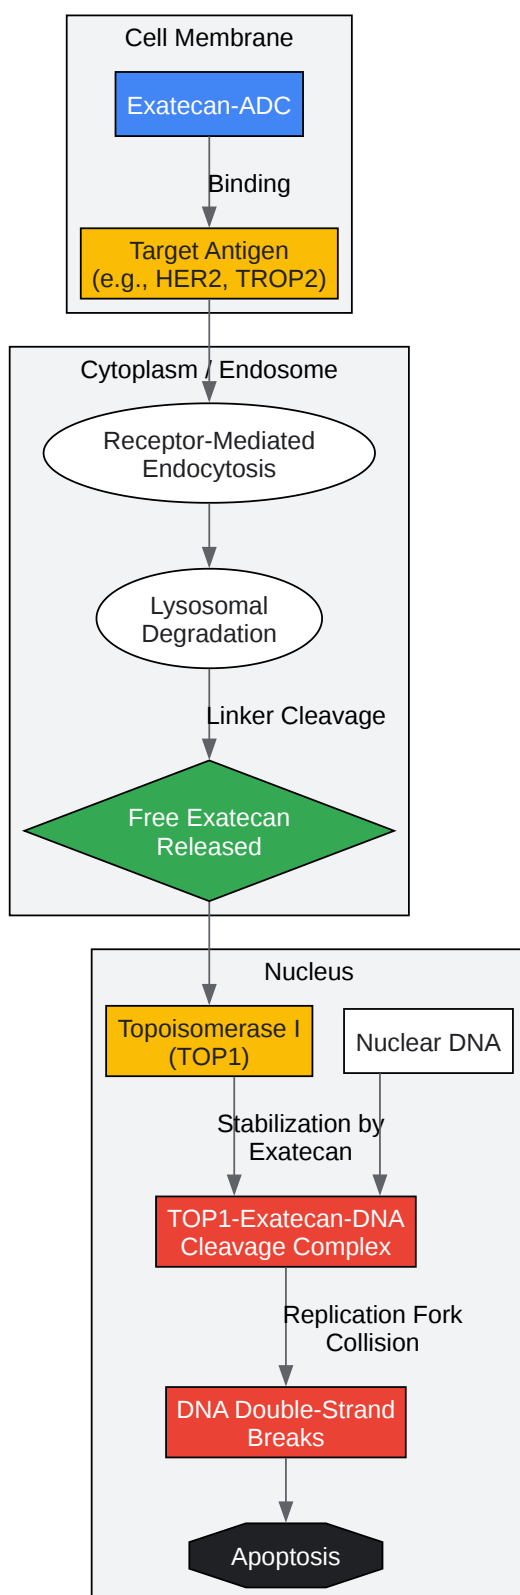 Cell Membrane
Exatecan-ADC
Binding
Target Antigen
(e.g., HER2, TROP2)
Cytoplasm / Endosome
Receptor-Mediated
Endocytosis
Lysosomal
Degradation
Linker Cleavage
Free Exatecan
Released
Nucleus
Topoisomerase I
(TOP1)
Nuclear DNA
Stabilization by
Exatecan
TOP1-Exatecan-DNA
Cleavage Complex
Replication Fork
Collision
DNA Double-Strand
Breaks
Apoptosis